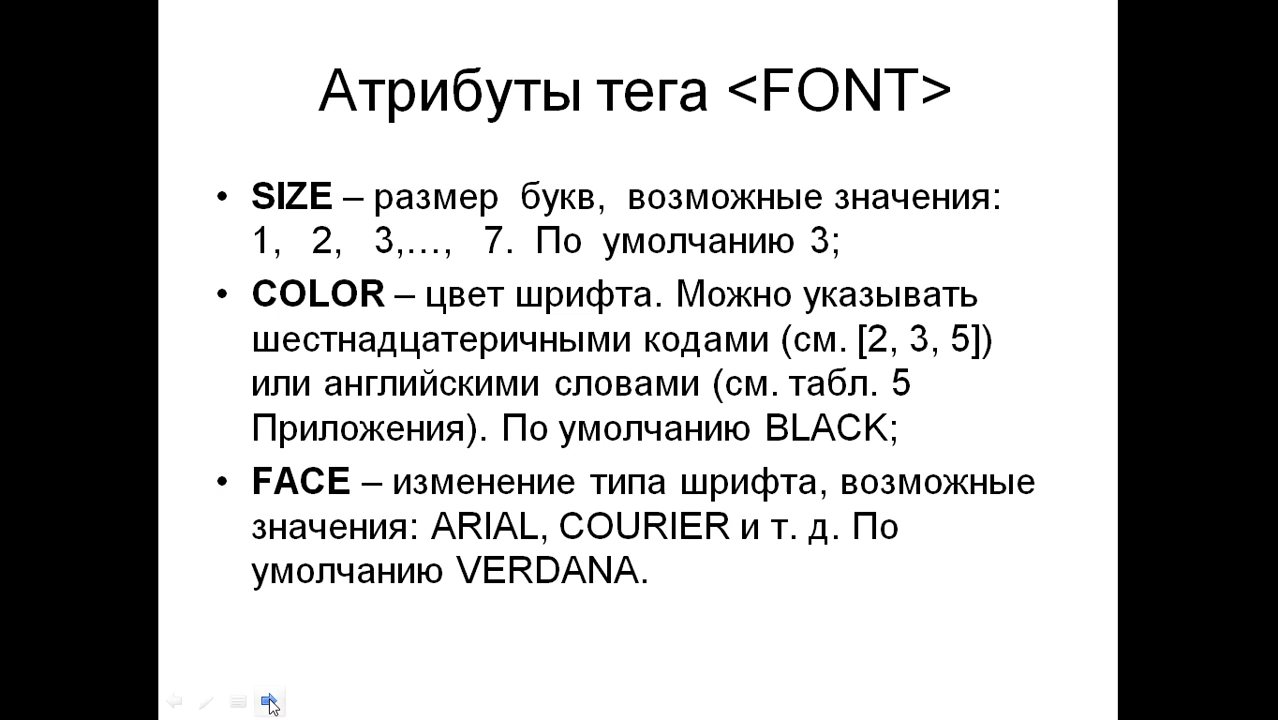 Атрибуты тега <FONT>
• SIZE – размер букв, возможные значения:
1, 2, 3,…, 7. По умолчанию 3;
• COLOR – цвет шрифта. Можно указывать
шестнадцатеричными кодами (см. [2, 3, 5])
или английскими словами (см. табл. 5
Приложения). По умолчанию BLACK;
• FACE – изменение типа шрифта, возможные
значения: ARIAL, COURIER и т. д. По
умолчанию VERDANA.